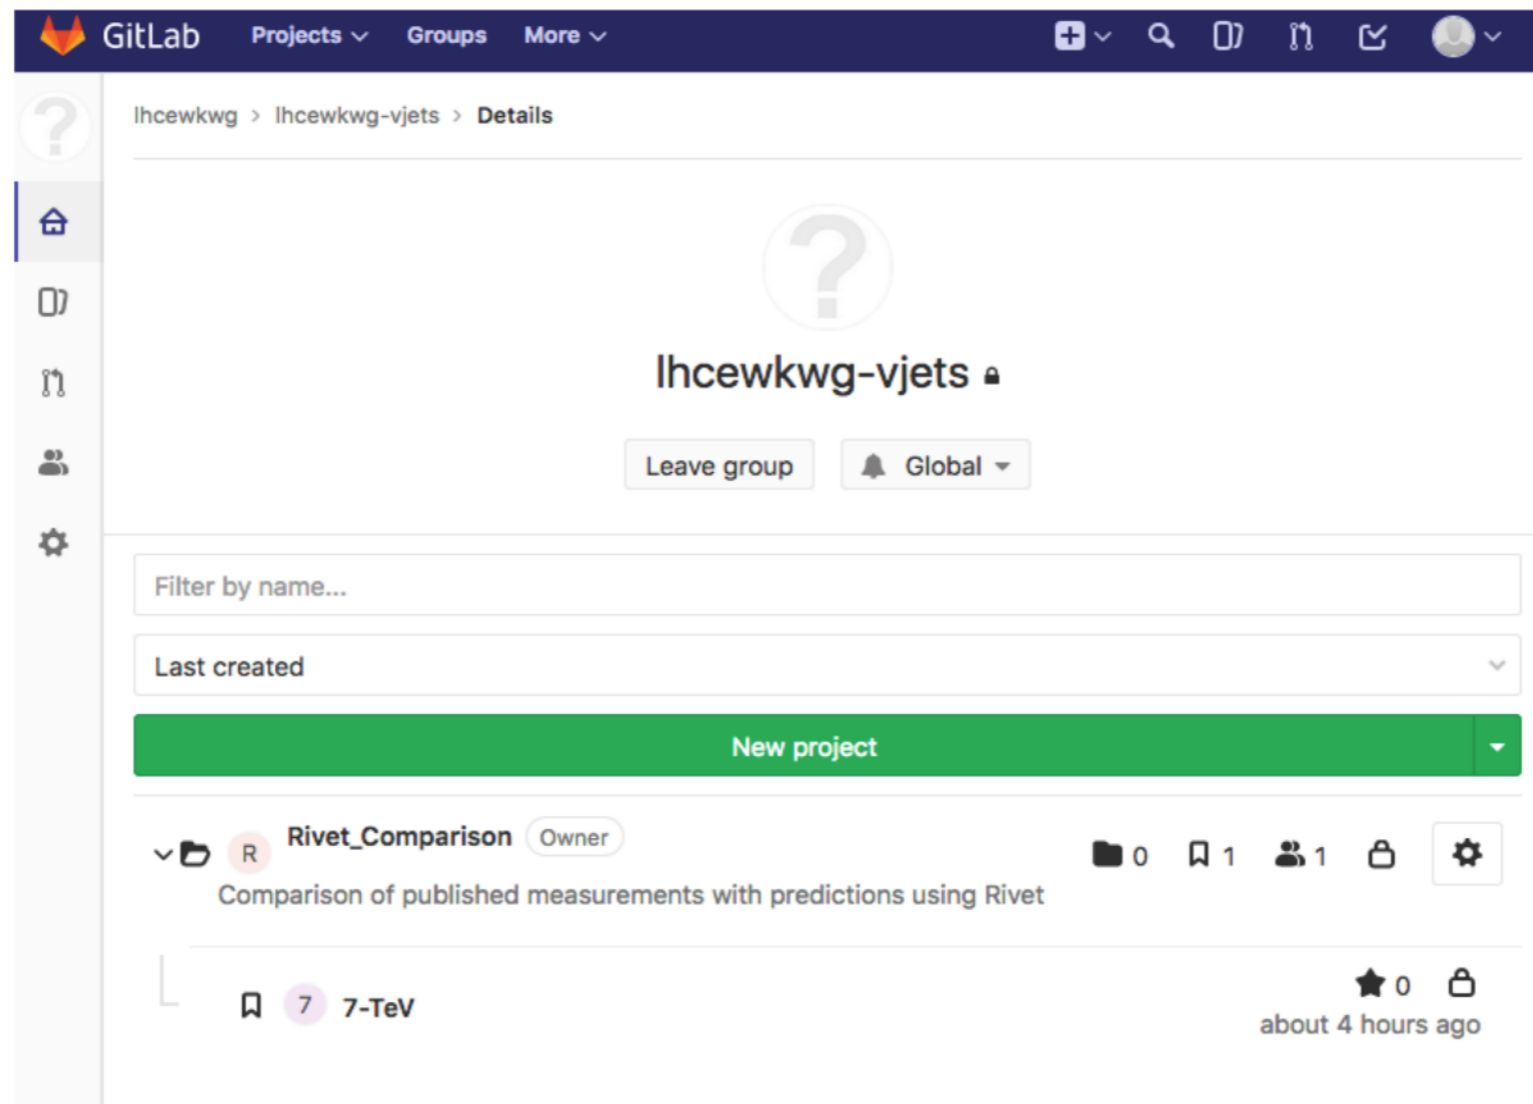 GitLab Projects Groups More
lhcewkwg > lhcewkwg-vjets > Details
lhcewkwg-vjets
Leave group Global
Filter by name...
Last created
New project
R Rivet_Comparison Owner 0 1 1
Comparison of published measurements with predictions using Rivet
7 7-TeV 0
about 4 hours ago